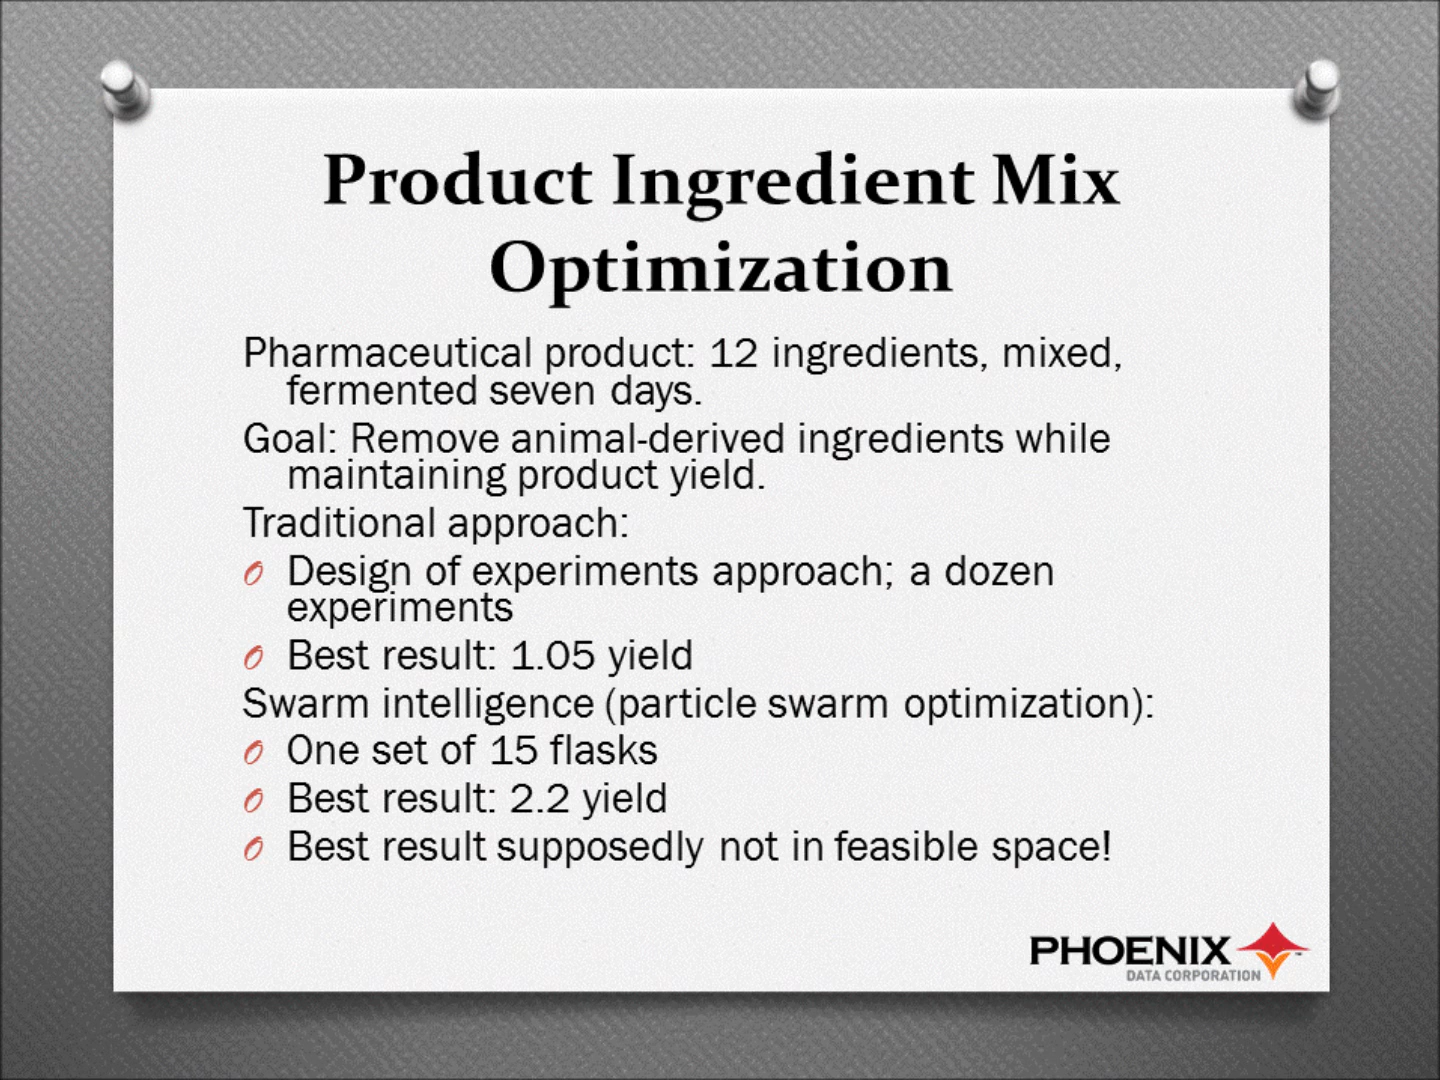 Product Ingredient Mix
Optimization
Pharmaceutical product: 12 ingredients, mixed,
fermented seven days.
Goal: Remove animal-derived ingredients while
maintaining product yield.
Traditional approach:
Design of experiments approach; a dozen
experiments
Best result: 1.05 yield
Swarm intelligence (particle swarm optimization):
One set of 15 flasks
Best result: 2.2 yield
Best result supposedly not in feasible space!
PHOENIX
DATA CORPORATION